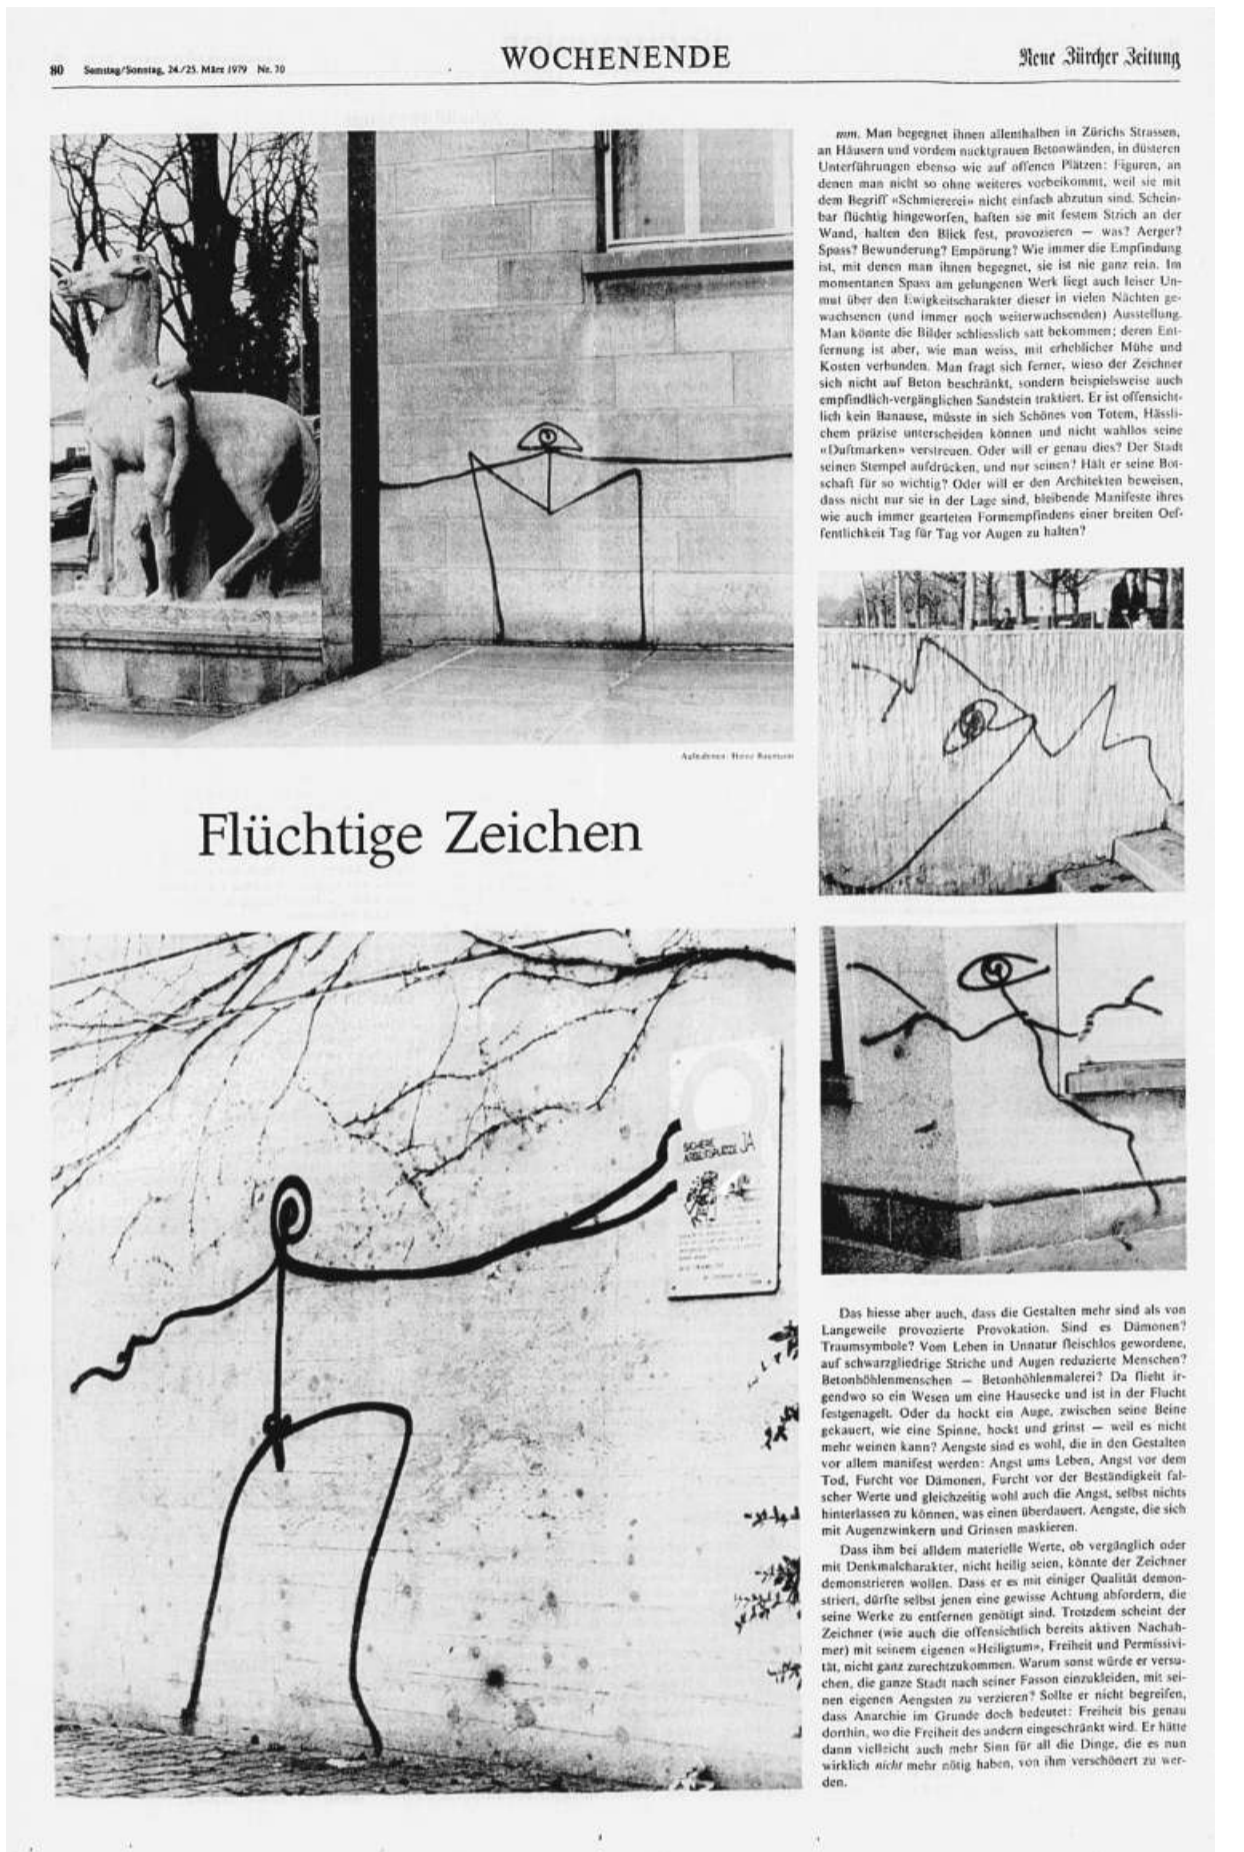 80 Samstag/Sonntag, 24./25. März 1979 Nr. 70
WOCHENENDE
Neue Zürcher Zeitung
mm. Man begegnet ihnen allenthalben in Zürichs Strassen,
an Häusern und vordem nacktgrauen Betonwänden, in düsteren
Unterführungen ebenso wie auf offenen Plätzen: Figuren, an
denen man nicht so ohne weiteres vorbeikommt, weil sie mit
dem Begriff «Schmiererei» nicht einfach abzutun sind. Schein-
bar flüchtig hingeworfen, haften sie mit festem Strich an der
Wand, halten den Blick fest, provozieren — was? Aerger?
Spass? Bewunderung? Empörung? Wie immer die Empfindung
ist, mit denen man ihnen begegnet, sie ist nie ganz rein. Im
momentanen Spass am gelungenen Werk liegt auch leiser Un-
mut über den Ewigkeitscharakter dieser in vielen Nächten ge-
wachsenen (und immer noch weiterwachsenden) Ausstellung.
Man könnte die Bilder schliesslich satt bekommen; deren Ent-
fernung ist aber, wie man weiss, mit erheblicher Mühe und
Kosten verbunden. Man fragt sich ferner, wieso der Zeichner
sich nicht auf Beton beschränkt, sondern beispielsweise auch
empfindlich-vergänglichen Sandstein traktiert. Er ist offensicht-
lich kein Banause, müsste in sich Schönes von Totem, Hässli-
chem präzise unterscheiden können und nicht wahllos seine
«Duftmarken» verstreuen. Oder will er genau dies? Der Stadt
seinen Stempel aufdrücken, und nur seinen? Hält er seine Bot-
schaft für so wichtig? Oder will er den Architekten beweisen,
dass nicht nur sie in der Lage sind, bleibende Manifeste ihres
wie auch immer gearteten Formempfindens einer breiten Oef-
fentlichkeit Tag für Tag vor Augen zu halten?
Aufnahmen: Heinz Baumann
Flüchtige Zeichen
SICHERE
ARBEITSPLÄTZE JA
Das hiesse aber auch, dass die Gestalten mehr sind als von
Langeweile provozierte Provokation. Sind es Dämonen?
Traumsymbole? Vom Leben in Unnatur fleischlos gewordene,
auf schwarzgliedrige Striche und Augen reduzierte Menschen?
Betonhöhlenmenschen — Betonhöhlenmalerei? Da flieht ir-
gendwo so ein Wesen um eine Hausecke und ist in der Flucht
festgenagelt. Oder da hockt ein Auge, zwischen seine Beine
gekauert, wie eine Spinne, hockt und grinst — weil es nicht
mehr weinen kann? Aengste sind es wohl, die in den Gestalten
vor allem manifest werden: Angst ums Leben, Angst vor dem
Tod, Furcht vor Dämonen, Furcht vor der Beständigkeit fal-
scher Werte und gleichzeitig wohl auch die Angst, selbst nichts
hinterlassen zu können, was einen überdauert. Aengste, die sich
mit Augenzwinkern und Grinsen maskieren.
Dass ihm bei alldem materielle Werte, ob vergänglich oder
mit Denkmalcharakter, nicht heilig seien, könnte der Zeichner
demonstrieren wollen. Dass er es mit einiger Qualität demon-
striert, dürfte selbst jenen eine gewisse Achtung abfordern, die
seine Werke zu entfernen genötigt sind. Trotzdem scheint der
Zeichner (wie auch die offensichtlich bereits aktiven Nachah-
mer) mit seinem eigenen «Heiligtum», Freiheit und Permissivi-
tät, nicht ganz zurechtzukommen. Warum sonst würde er versu-
chen, die ganze Stadt nach seiner Fasson einzukleiden, mit sei-
nen eigenen Aengsten zu verzieren? Sollte er nicht begreifen,
dass Anarchie im Grunde doch bedeutet: Freiheit bis genau
dorthin, wo die Freiheit des andern eingeschränkt wird. Er hätte
dann vielleicht auch mehr Sinn für all die Dinge, die es nun
wirklich nicht mehr nötig haben, von ihm verschönert zu wer-
den.